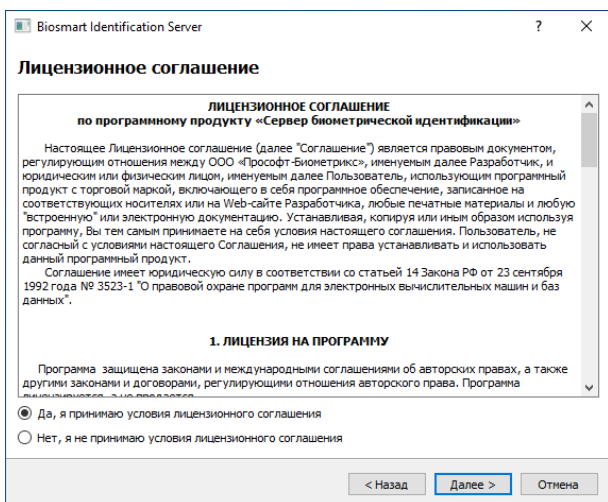 Biosmart Identification Server ? ×
Лицензионное соглашение
ЛИЦЕНЗИОННОЕ СОГЛАШЕНИЕ
по программному продукту «Сервер биометрической идентификации»
Настоящее Лицензионное соглашение (далее "Соглашение") является правовым документом,
регулирующим отношения между ООО «Прософт-Биометрикс», именуемым далее Разработчик, и
юридическим или физическим лицом, именуемым далее Пользователь, использующим программный
продукт с торговой маркой, включающего в себя программное обеспечение, записанное на
соответствующих носителях или на Web-сайте Разработчика, любые печатные материалы и любую
"встроенную" или электронную документацию. Устанавливая, копируя или иным образом используя
программу, Вы тем самым принимаете на себя условия настоящего соглашения. Пользователь, не
согласный с условиями настоящего Соглашения, не имеет права устанавливать и использовать
данный программный продукт.
Соглашение имеет юридическую силу в соответствии со статьей 14 Закона РФ от 23 сентября
1992 года № 3523-1 "О правовой охране программ для электронных вычислительных машин и баз
данных".
1. ЛИЦЕНЗИЯ НА ПРОГРАММУ
Программа защищена законами и международными соглашениями об авторских правах, а также
другими законами и договорами, регулирующими отношения авторского права. Программа
лицензируется, а не продается.
Да, я принимаю условия лицензионного соглашения
Нет, я не принимаю условия лицензионного соглашения
< Назад Далее > Отмена